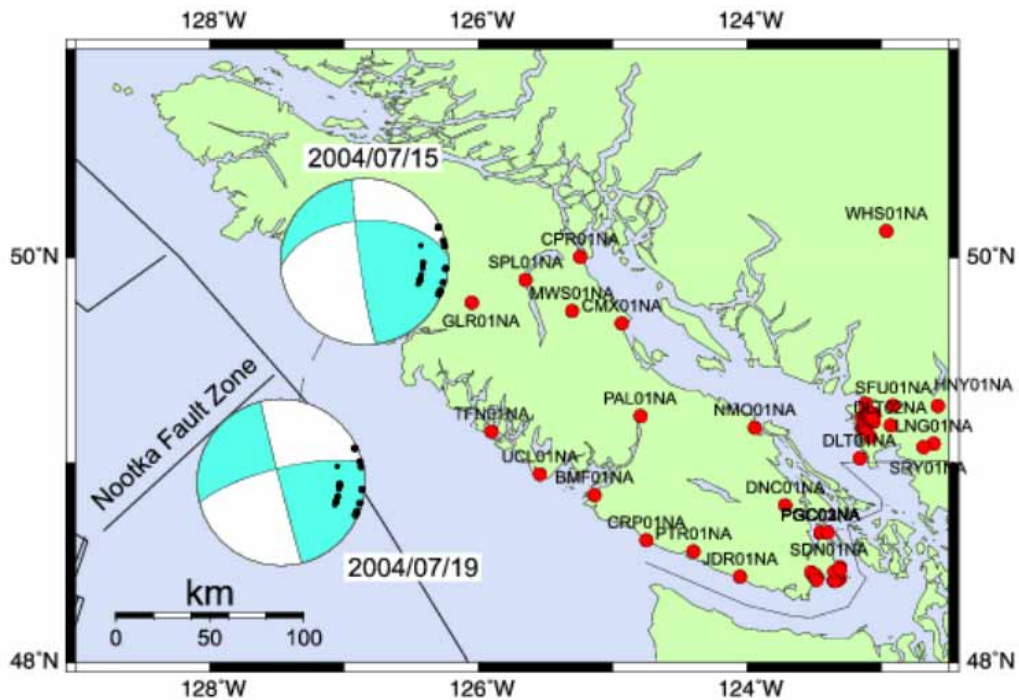 128˚W 126˚W 124˚W
2004/07/15
WHS01NA
CPR01NA
50˚N 50˚N
SPL01NA
MWS01NA
CMX01NA
GLR01NA
SFU01NA HNY01NA
PAL01NA
DLT02NA
TFN01NA NMO01NA
LNG01NA
Nootka Fault Zone
DLT01NA
UCL01NA
SRY01NA
BMF01NA
DNC01NA
CRP01NA
PTR01NA
SDN01NA
JDR01NA
2004/07/19
km
0 50 100
48˚N 48˚N
128˚W 126˚W 124˚W